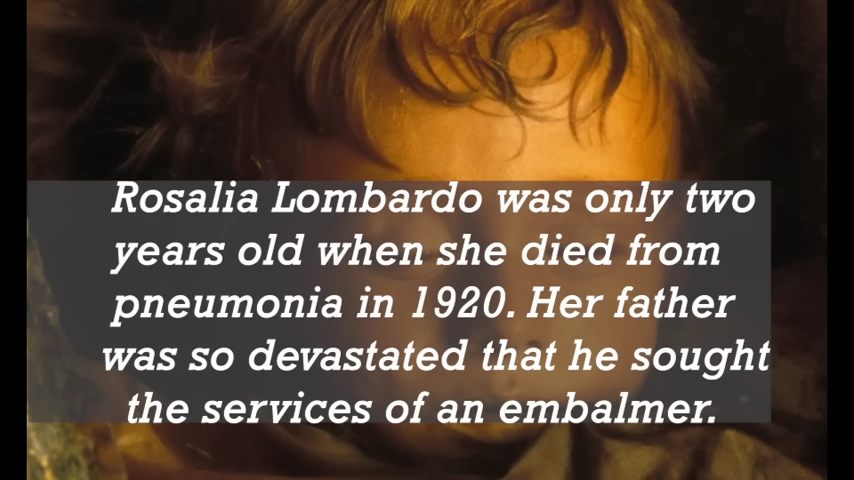 Rosalia Lombardo was only two
years old when she died from
pneumonia in 1920. Her father
was so devastated that he sought
the services of an embalmer.